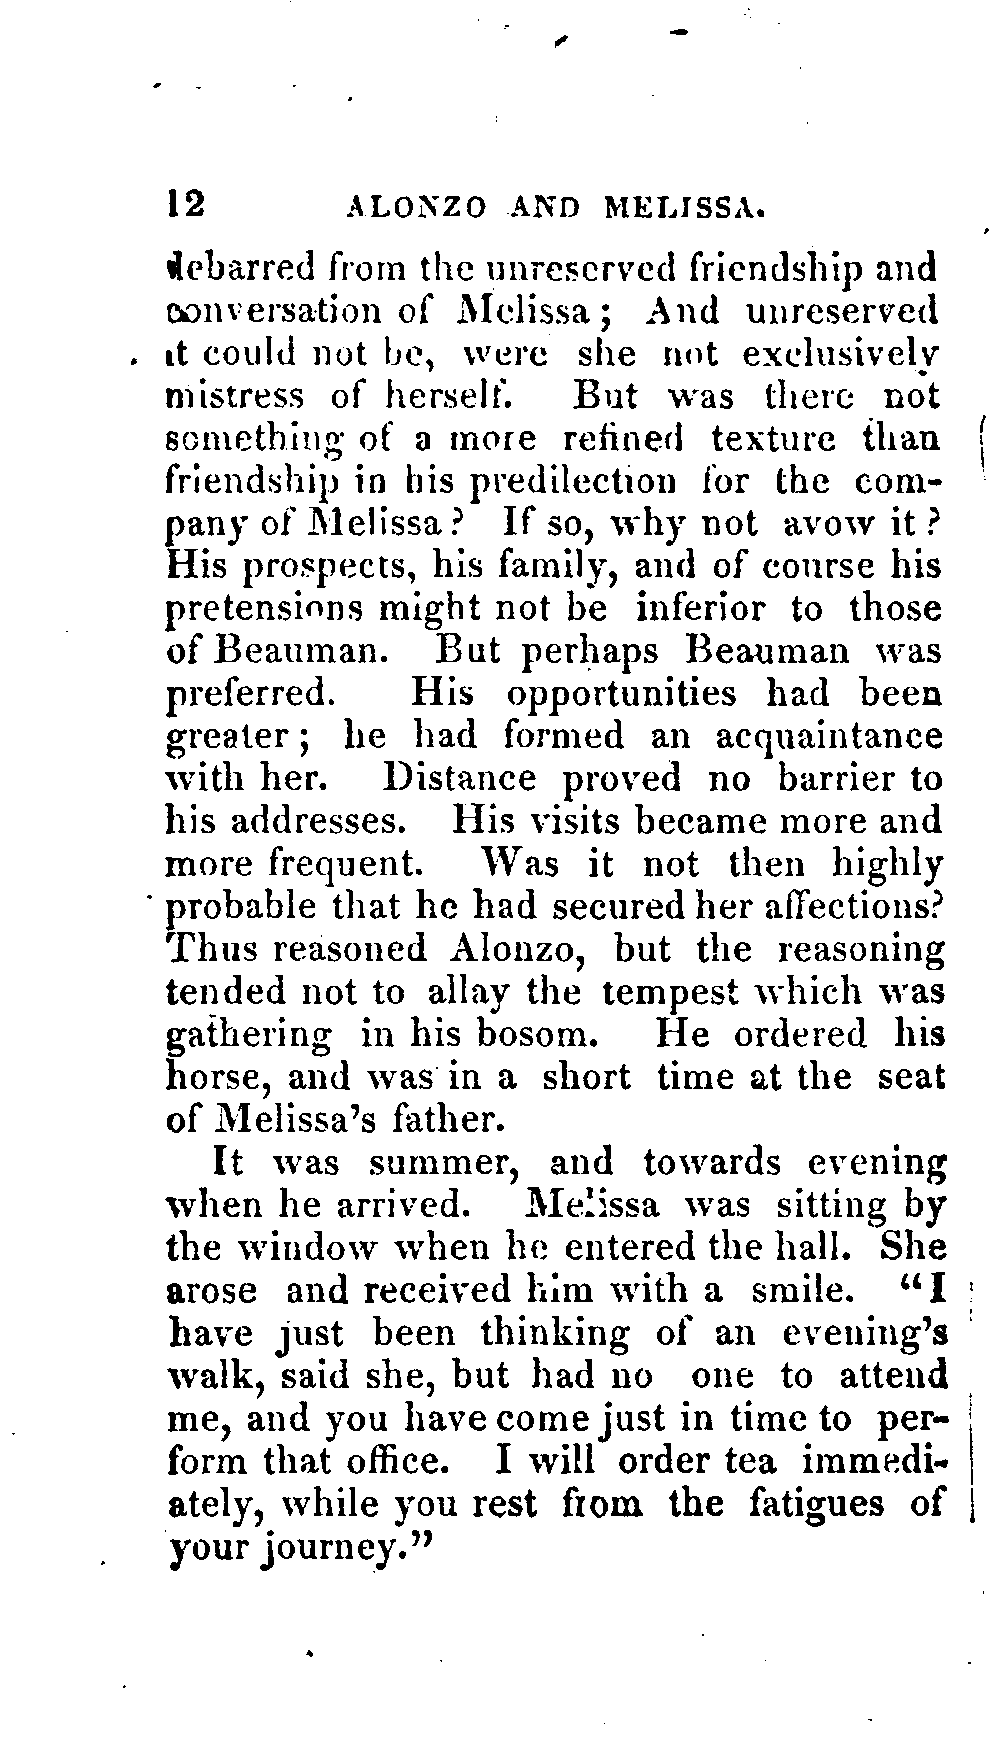 12 ALONZO AND MELISSA.
debarred from the unreserved friendship and
conversation of Melissa; And unreserved
it could not be, were she not exclusively
mistress of herself. But was there not
something of a more refined texture than
friendship in his predilection for the com-
pany of Melissa? If so, why not avow it?
His prospects, his family, and of course his
pretensions might not be inferior to those
of Beauman. But perhaps Beauman was
preferred. His opportunities had been
greater; he had formed an acquaintance
with her. Distance proved no barrier to
his addresses. His visits became more and
more frequent. Was it not then highly
probable that he had secured her affections?
Thus reasoned Alonzo, but the reasoning
tended not to allay the tempest which was
gathering in his bosom. He ordered his
horse, and was in a short time at the seat
of Melissa's father.
It was summer, and towards evening
when he arrived. Melissa was sitting by
the window when he entered the hall. She
arose and received him with a smile. "I
have just been thinking of an evening's
walk, said she, but had no one to attend
me, and you have come just in time to per-
form that office. I will order tea immedi-
ately, while you rest from the fatigues of
your journey."